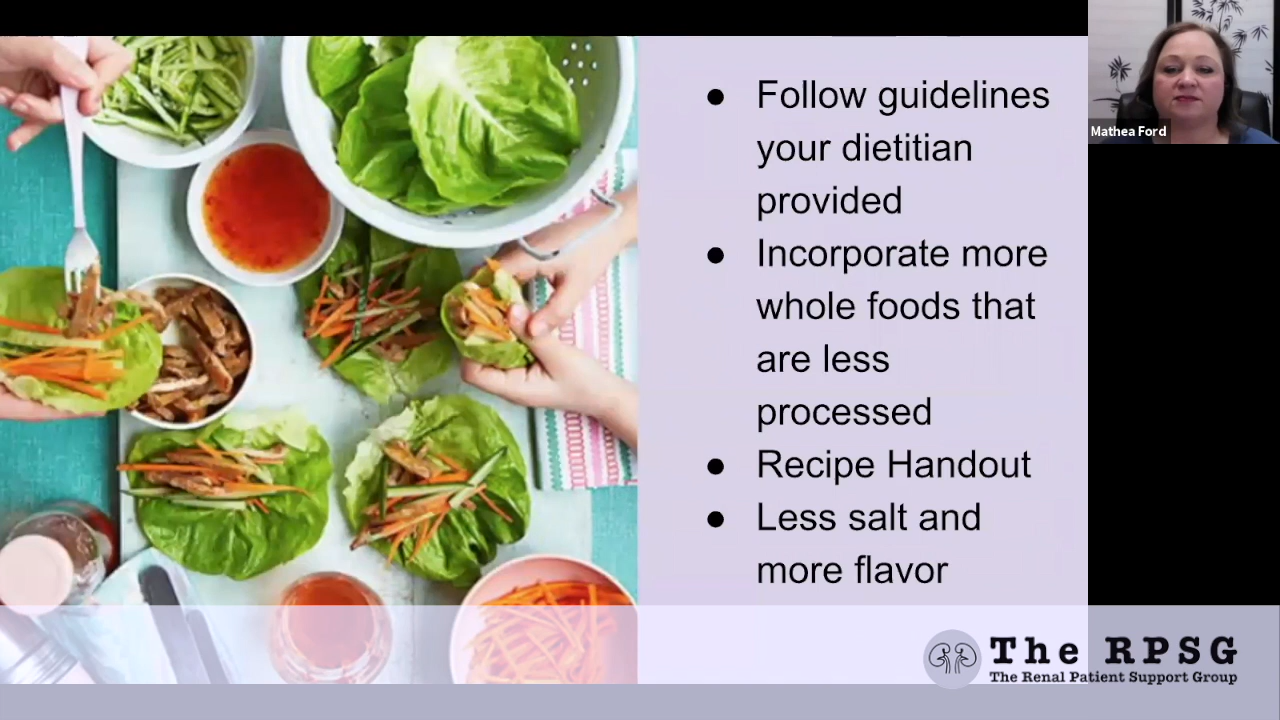 ● Follow guidelines
your dietitian
provided
● Incorporate more
whole foods that
are less
processed
● Recipe Handout
● Less salt and
more flavor
Mathea Ford
The RPSG
The Renal Patient Support Group